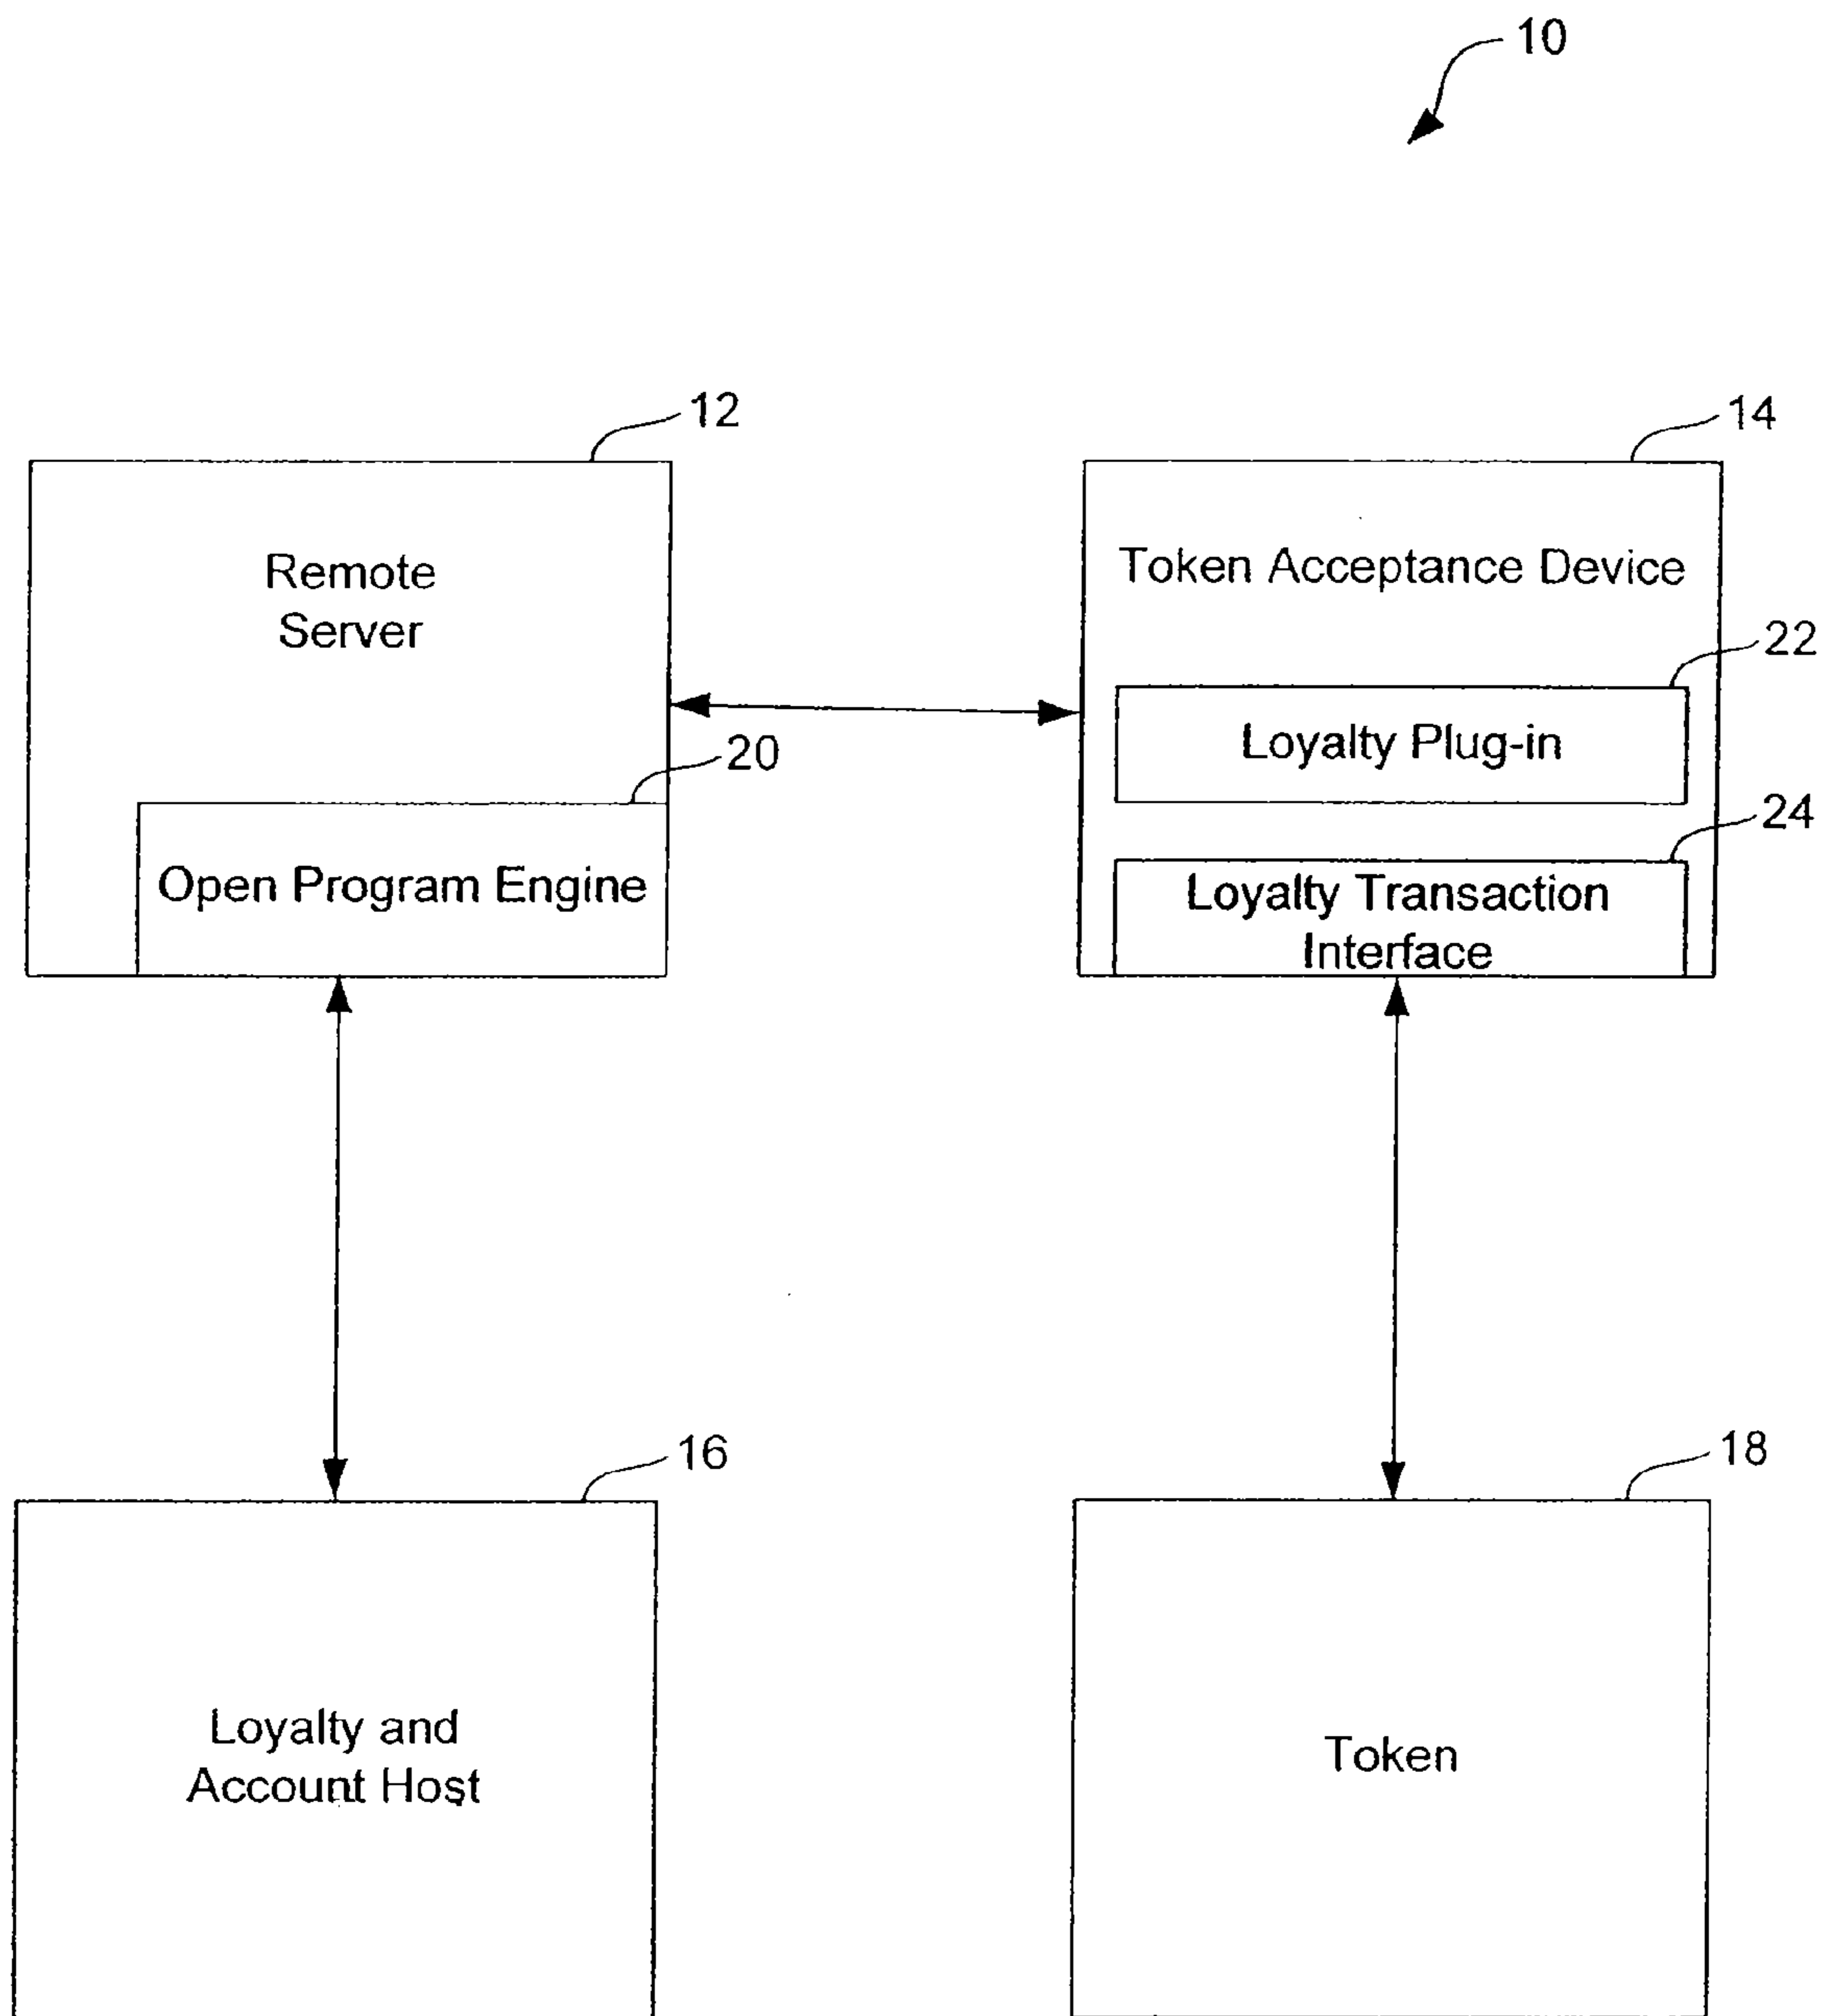 10
12
14
Remote
Server
Token Acceptance Device
22
Loyalty Plug-in
20
24
Open Program Engine
Loyalty Transaction
Interface
16
18
Loyalty and
Account Host
Token